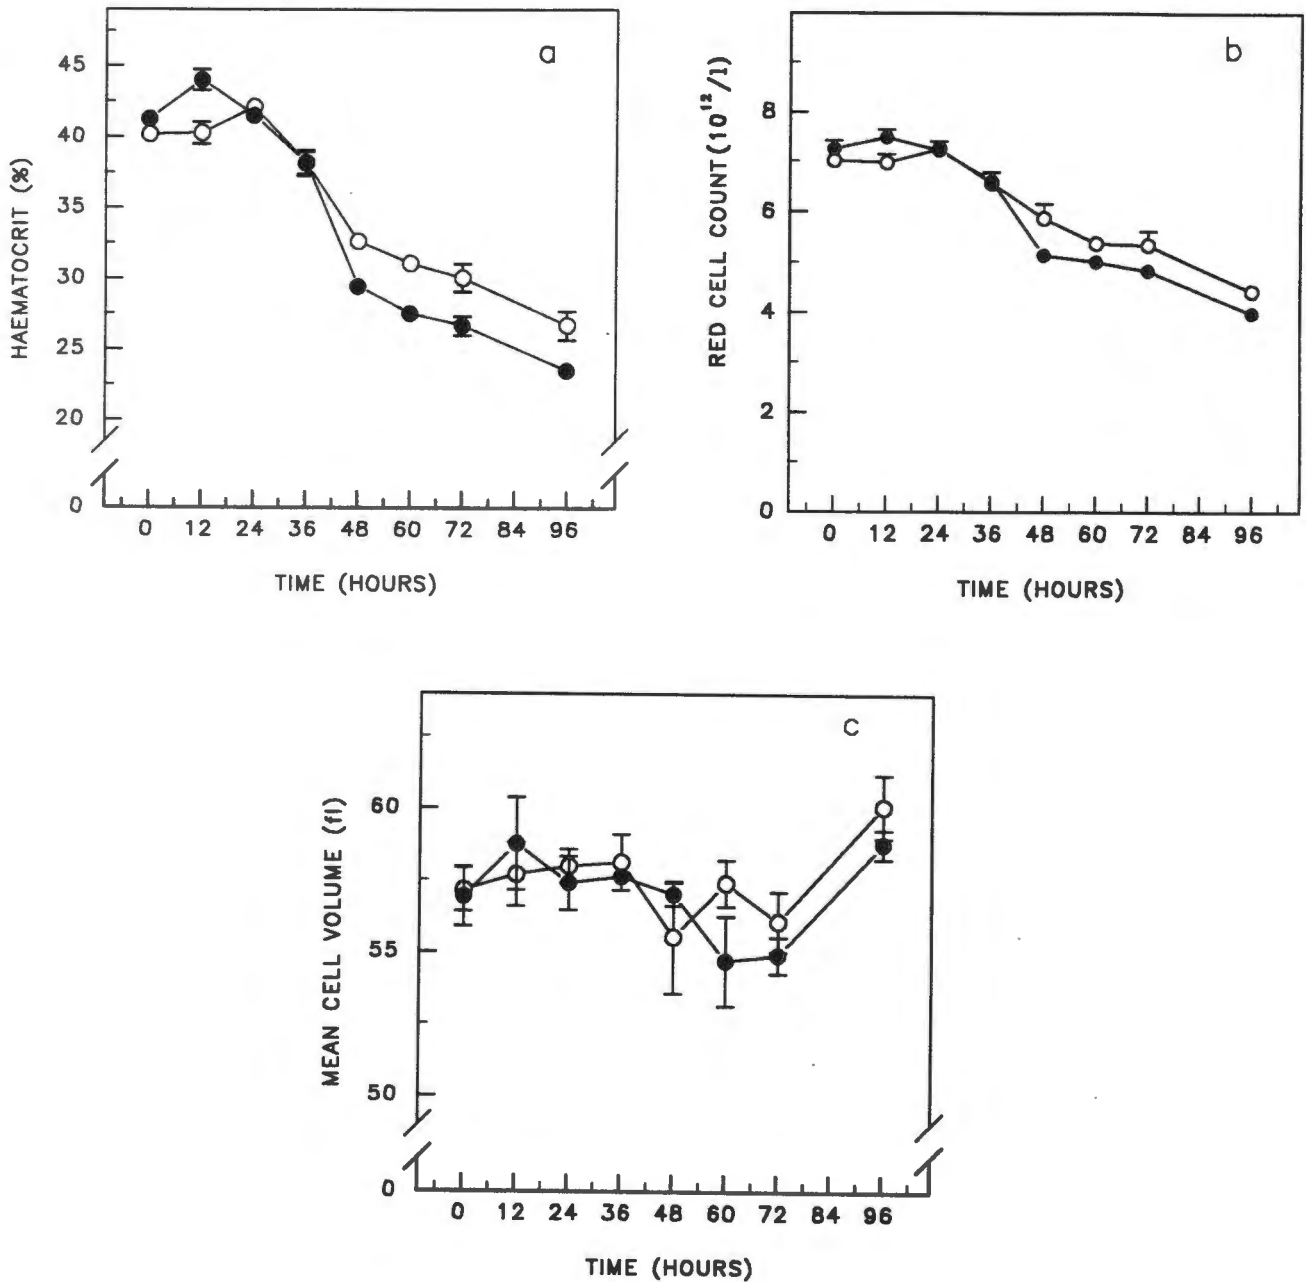 a
HAEMATOCRIT (%)
45
40
35
30
25
20
0
0 12 24 36 48 60 72 84 96
TIME (HOURS)
b
RED CELL COUNT (10¹²/l)
8
6
4
2
0
0 12 24 36 48 60 72 84 96
TIME (HOURS)
c
MEAN CELL VOLUME (fl)
60
55
50
0
0 12 24 36 48 60 72 84 96
TIME (HOURS)